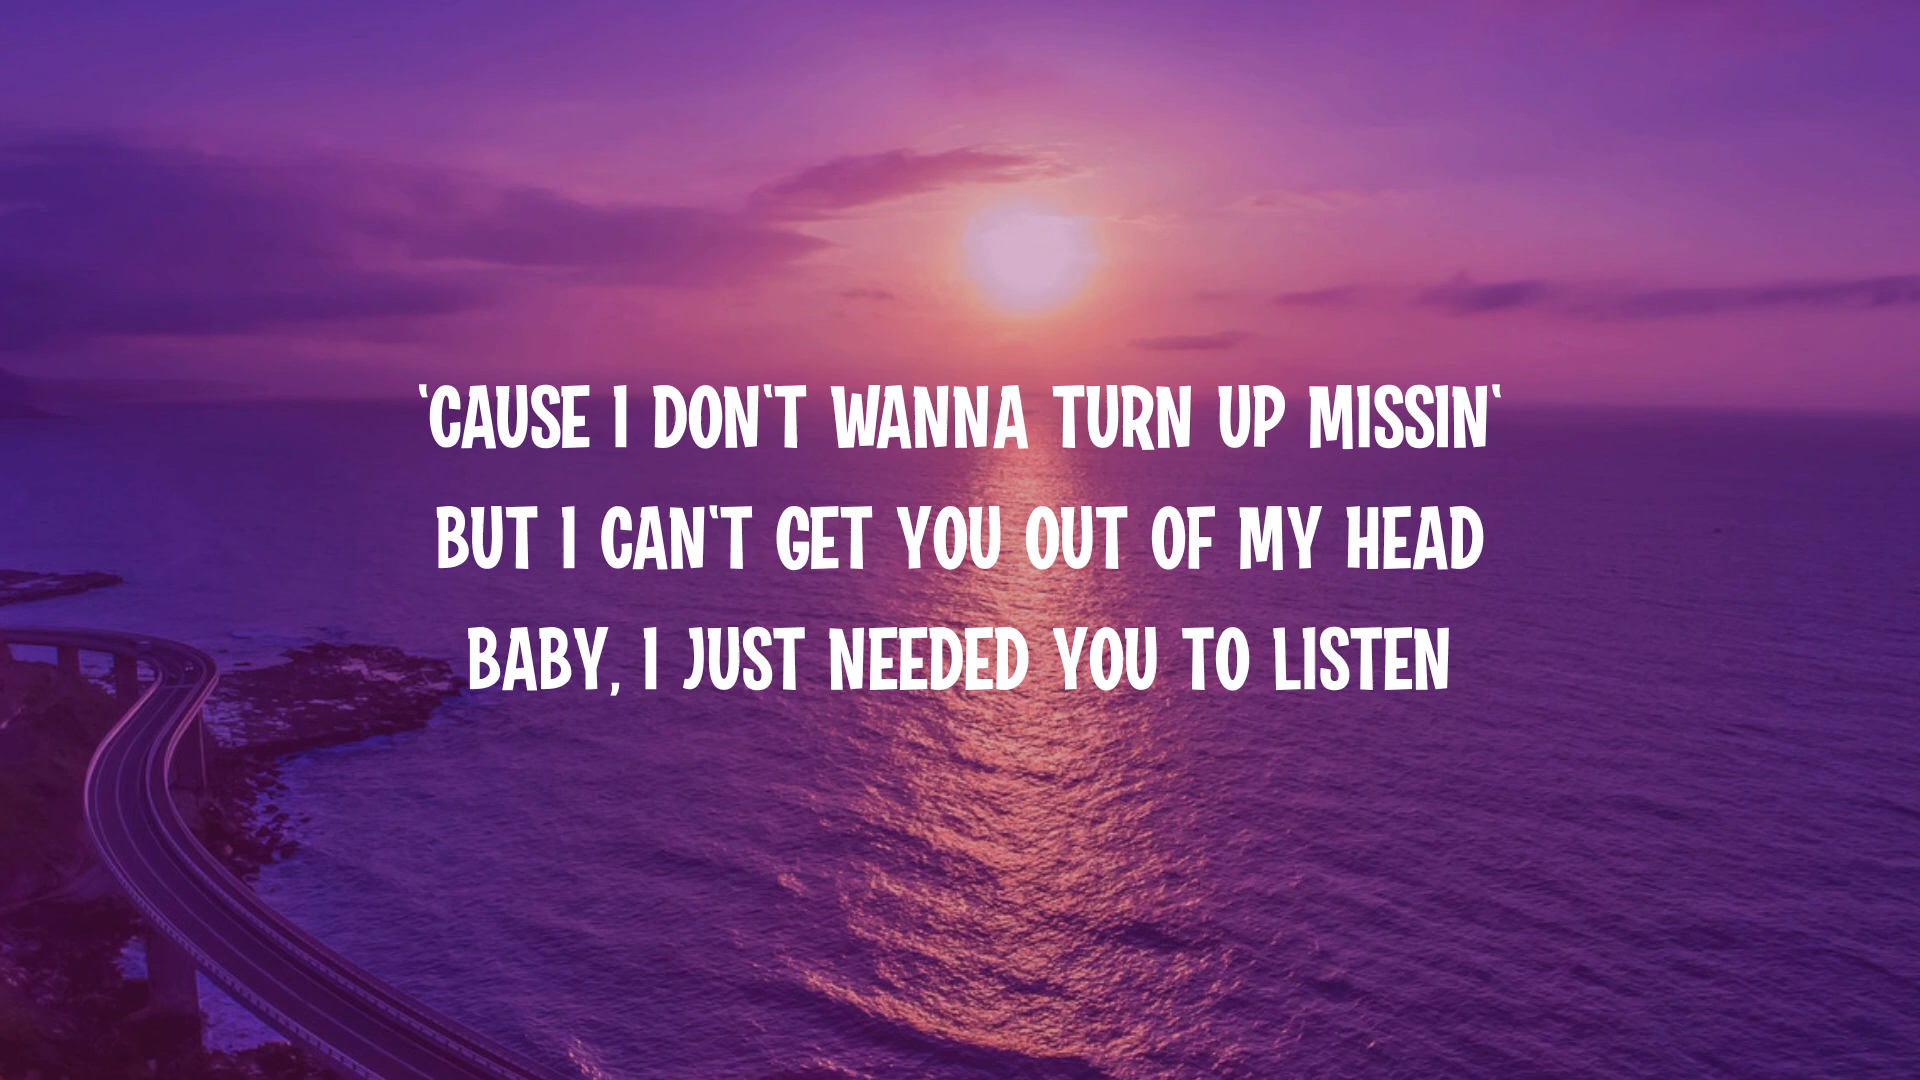 'CAUSE I DON'T WANNA TURN UP MISSIN'
BUT I CAN'T GET YOU OUT OF MY HEAD
BABY, I JUST NEEDED YOU TO LISTEN